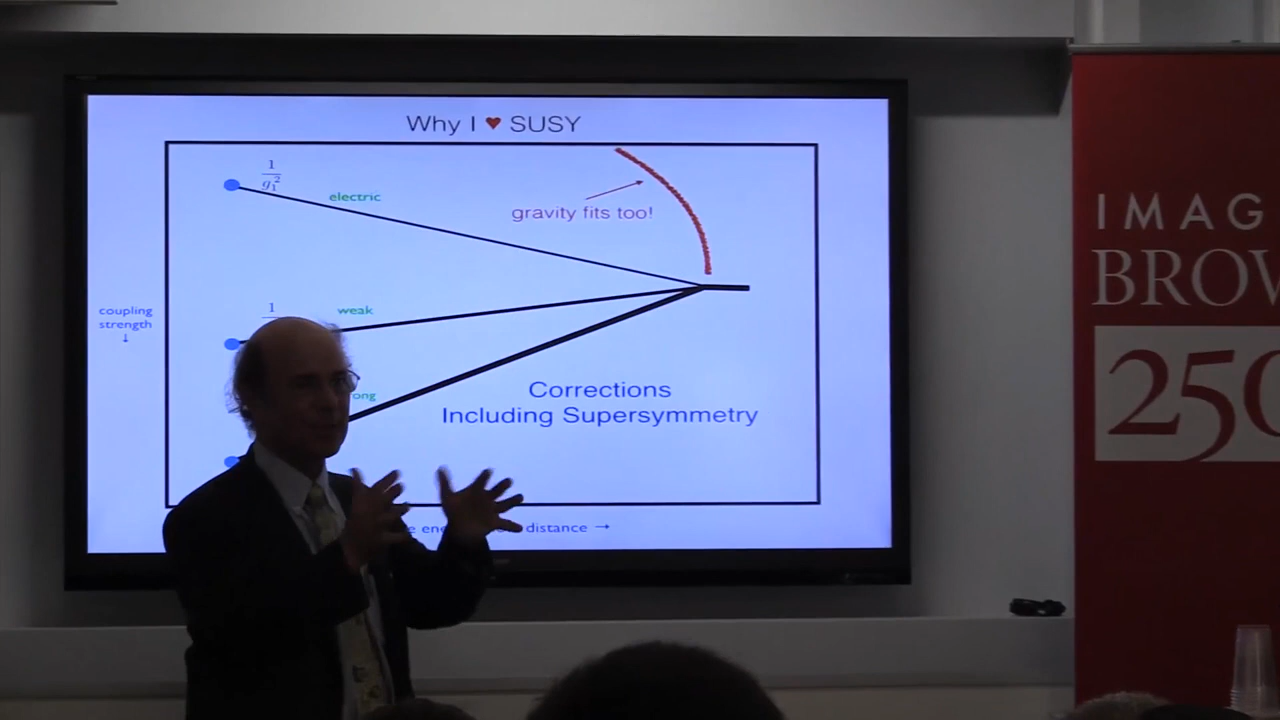 Why I ♥ SUSY
1
g₁²
electric
gravity fits too!
1
weak
coupling
strength
↓
ong
Corrections
Including Supersymmetry
distance →
IMAG
BROW
250